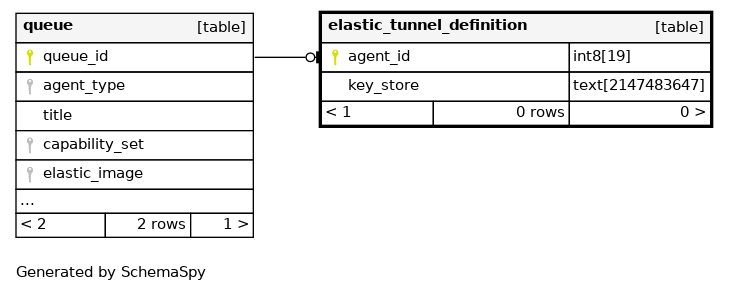 queue [table]
queue_id
agent_type
title
capability_set
elastic_image
...
< 2 2 rows 1 >
elastic_tunnel_definition [table]
agent_id int8[19]
key_store text[2147483647]
< 1 0 rows 0 >
Generated by SchemaSpy